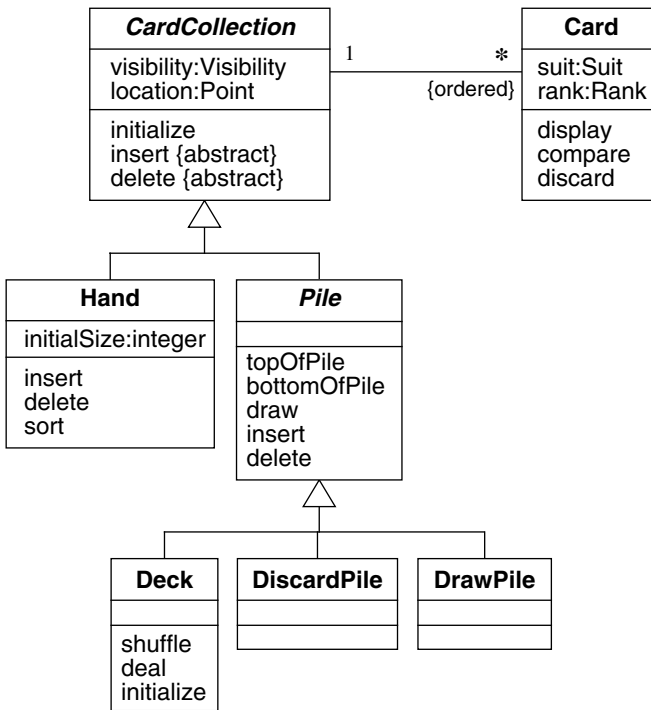 CardCollection
visibility:Visibility
location:Point
initialize
insert {abstract}
delete {abstract}
1
*
{ordered}
Card
suit:Suit
rank:Rank
display
compare
discard
Hand
initialSize:integer
insert
delete
sort
Pile
topOfPile
bottomOfPile
draw
insert
delete
Deck
shuffle
deal
initialize
DiscardPile
DrawPile